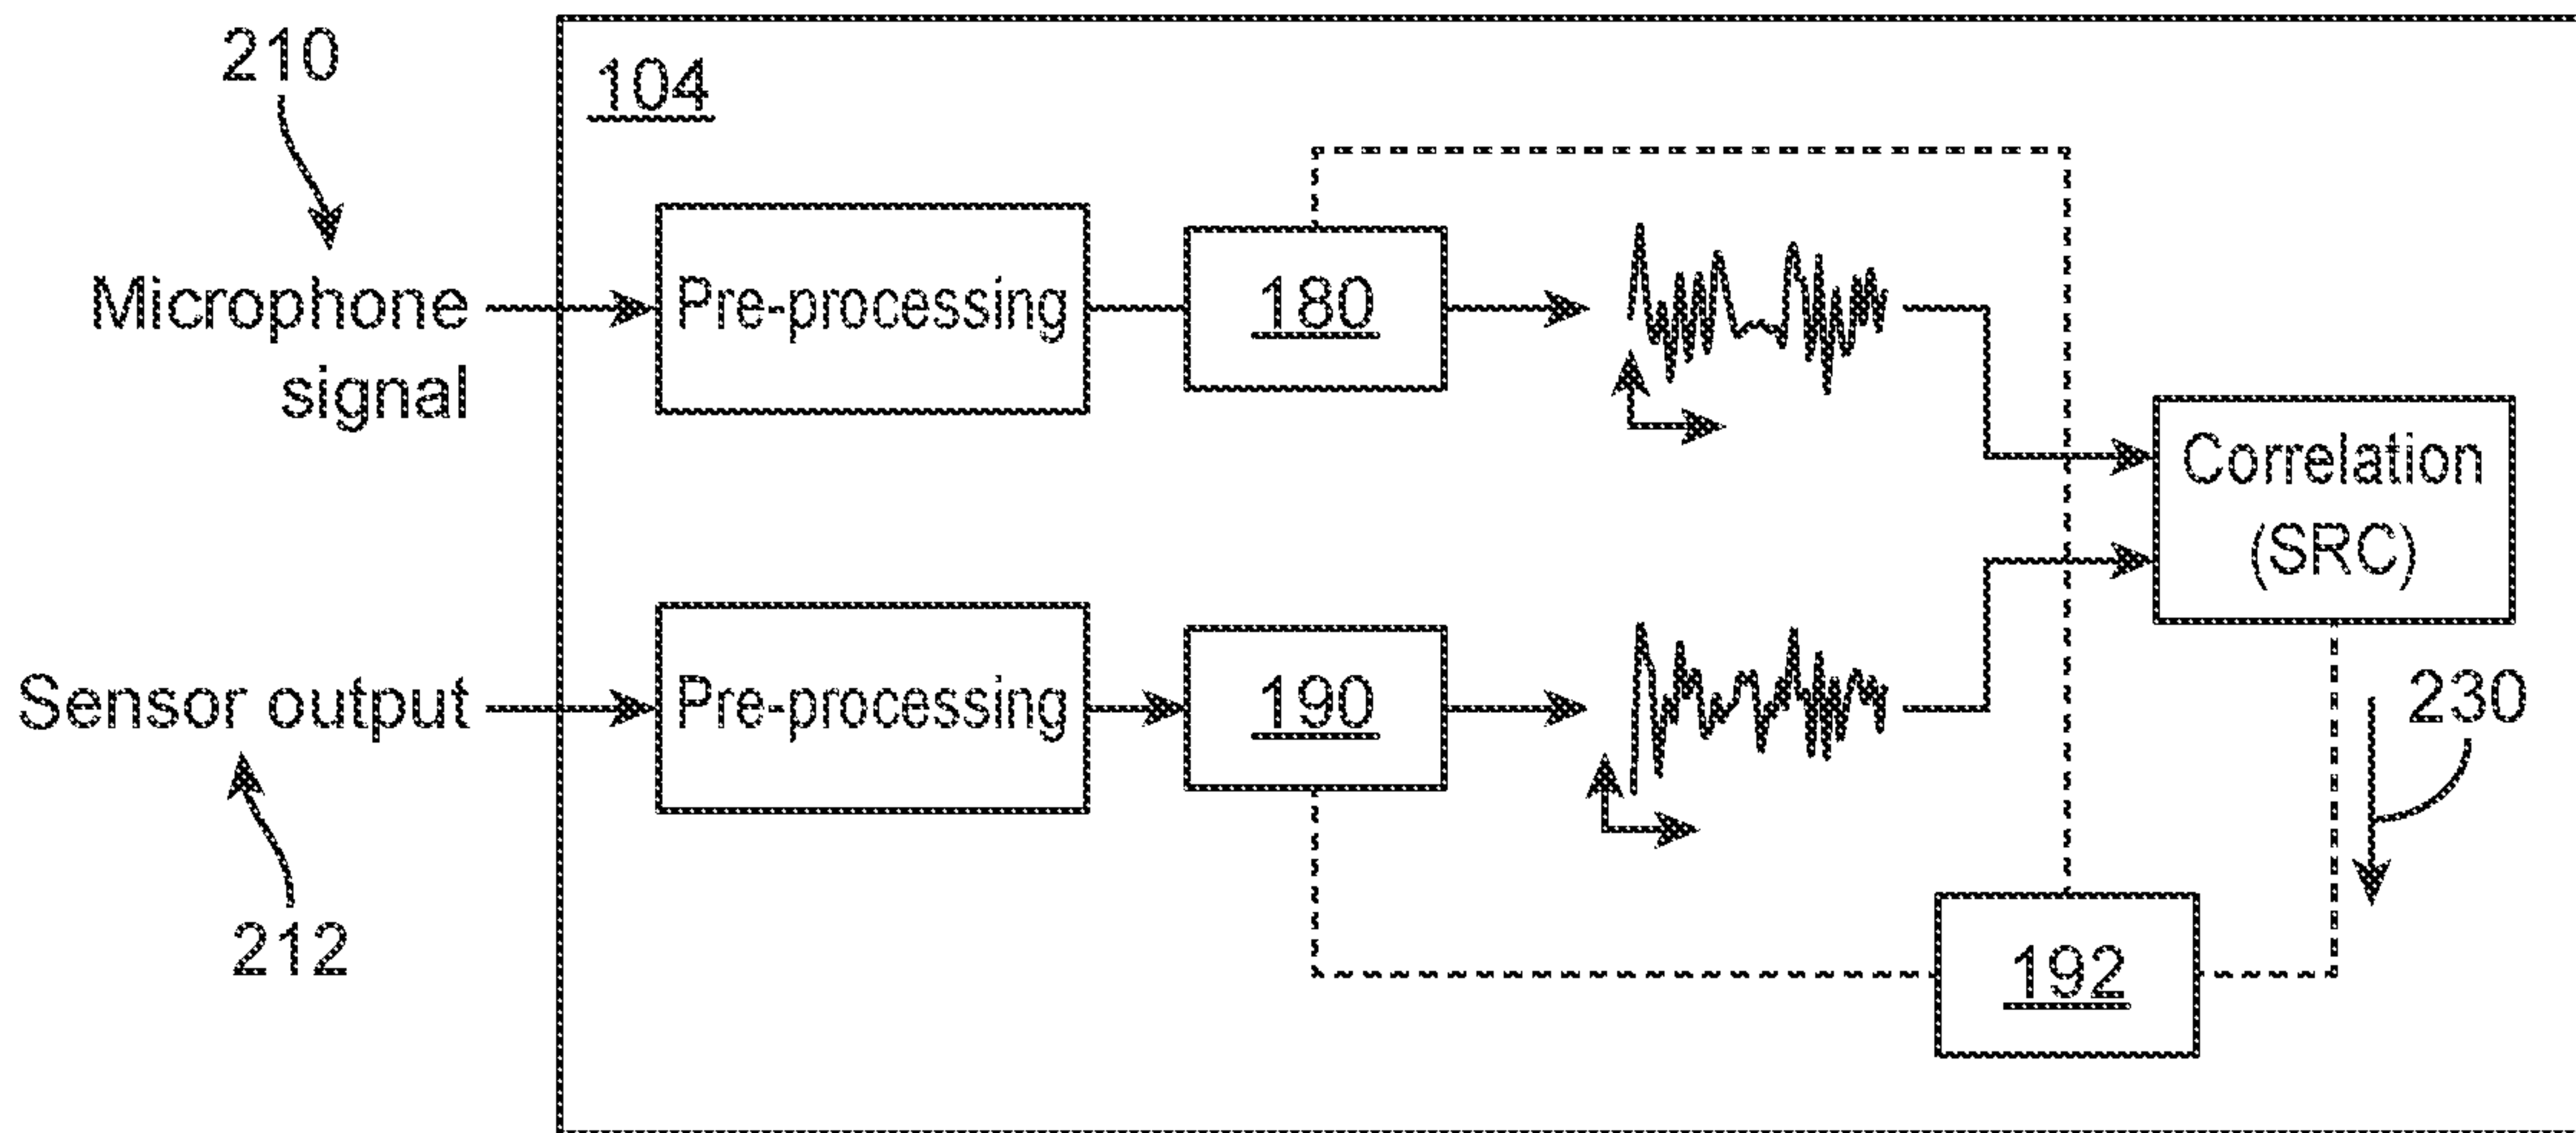 210
104
Microphone
signal
Pre-processing
180
Correlation
(SRC)
Sensor output
Pre-processing
190
230
212
192